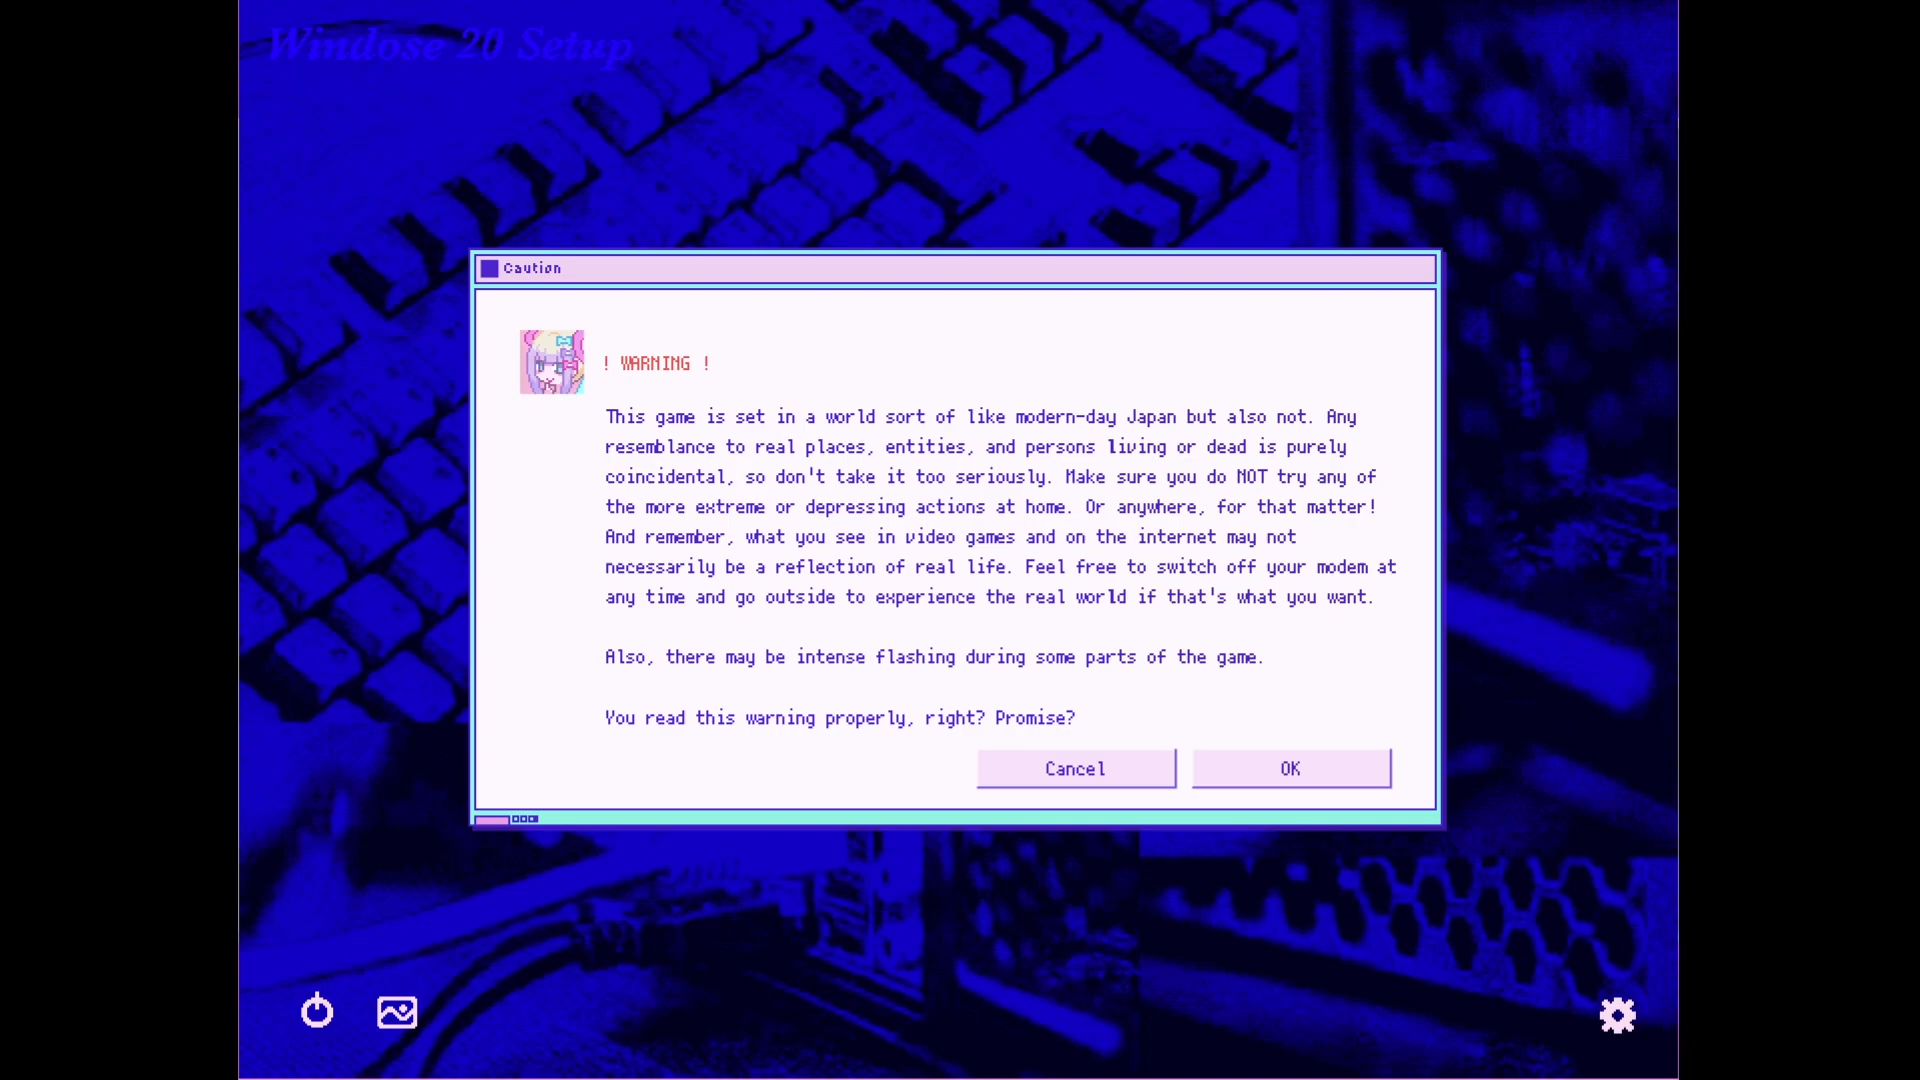 Windose 20 Setup
Caution
! WARNING !
This game is set in a world sort of like modern-day Japan but also not. Any
resemblance to real places, entities, and persons living or dead is purely
coincidental, so don't take it too seriously. Make sure you do NOT try any of
the more extreme or depressing actions at home. Or anywhere, for that matter!
And remember, what you see in video games and on the internet may not
necessarily be a reflection of real life. Feel free to switch off your modem at
any time and go outside to experience the real world if that's what you want.
Also, there may be intense flashing during some parts of the game.
You read this warning properly, right? Promise?
Cancel
OK